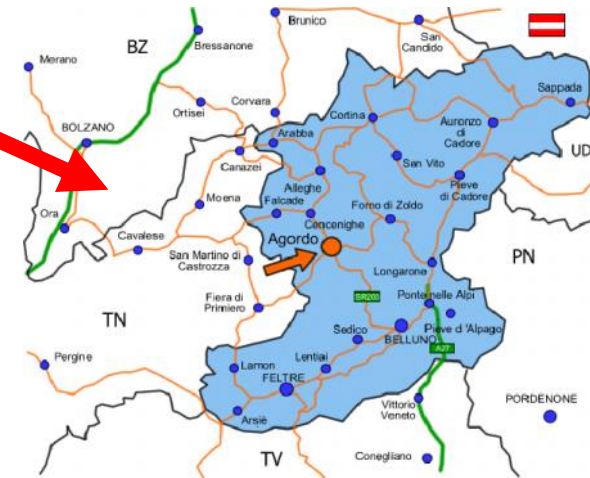 Brunico
BZ
San
Candido
Bressanone
Merano
Sappada
Ortisei
Corvara
Cortina
Auronzo
di
Cadore
BOLZANO
Arabba
UD
Canazei
San Vito
Alleghe
Pieve
di Cadore
Moena
Falcade
Forno di Zoldo
Ora
Cencenighe
Cavalese
Agordo
San Martino di
Castrozza
Longarone
PN
Fiera di
Primiero
SR203
Ponte nelle Alpi
TN
Sedico
BELLUNO
Pieve d 'Alpago
A27
Pergine
Lamon
Lentiai
FELTRE
Vittorio
Veneto
PORDENONE
Arsiè
TV
Conegliano